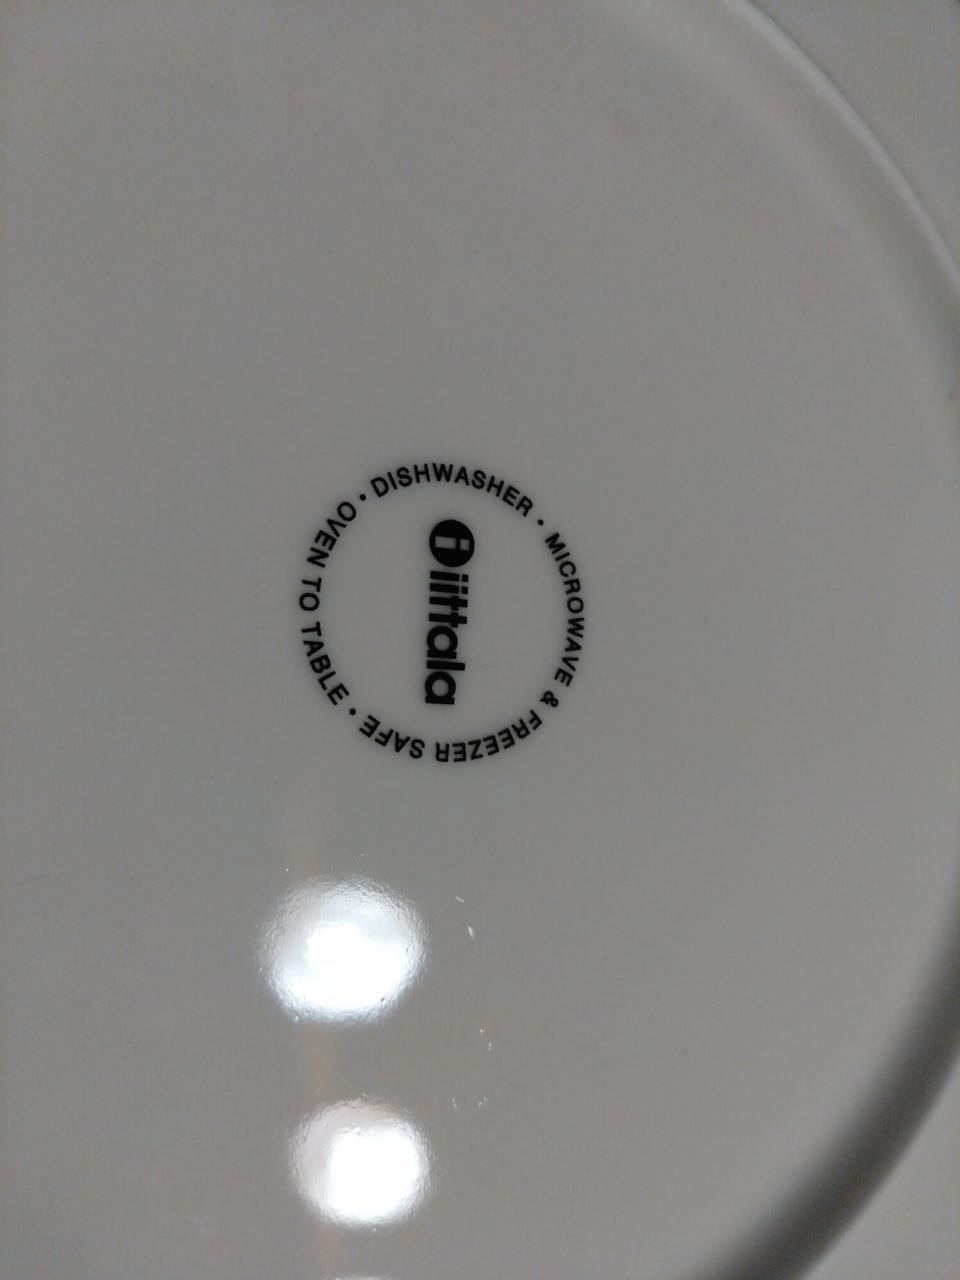 OVEN TO TABLE • DISHWASHER • MICROWAVE & FREEZER SAFE •
i iittala